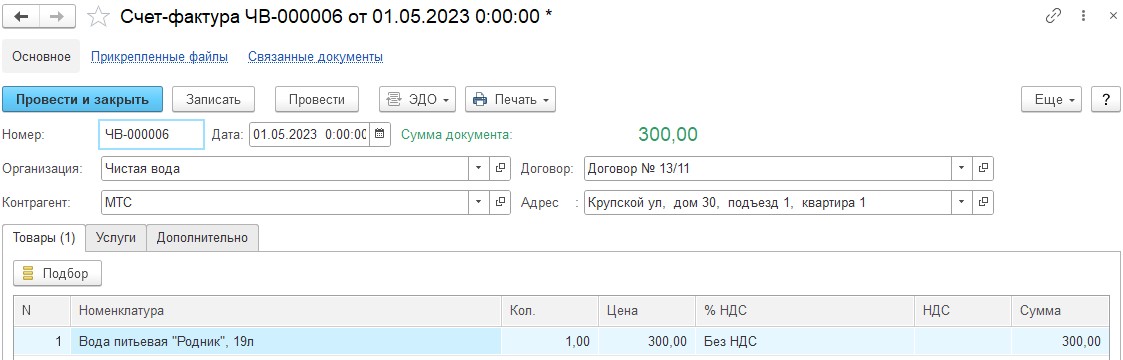 Счет-фактура ЧВ-000006 от 01.05.2023 0:00:00 *
Основное Прикрепленные файлы Связанные документы
Провести и закрыть Записать Провести ЭДО Печать Еще ?
Номер: ЧВ-000006 Дата: 01.05.2023 0:00:00 Сумма документа: 300,00
Организация: Чистая вода Договор: Договор № 13/11
Контрагент: МТС Адрес : Крупской ул, дом 30, подъезд 1, квартира 1
Товары (1) Услуги Дополнительно
Подбор
N Номенклатура Кол. Цена % НДС НДС Сумма
1 Вода питьевая "Родник", 19л 1,00 300,00 Без НДС 300,00